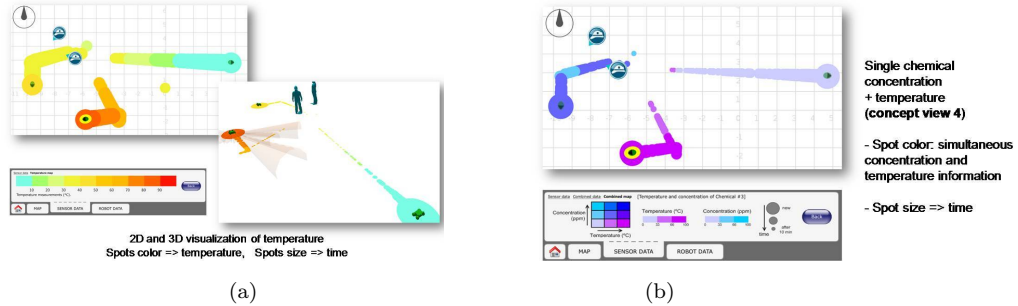 Sensor data Temperature map
10 20 30 40 50 60 70 80 90
Temperature measurements (°C)
Back
MAP SENSOR DATA ROBOT DATA
2D and 3D visualization of temperature
Spots color => temperature, Spots size => time
(a)
Single chemical
concentration
+ temperature
(concept view 4)
- Spot color: simultaneous
concentration and
temperature information
- Spot size => time
Sensor data Combined data Combined map [Temperature and concentration of Chemical #3]
Concentration
(ppm)
Temperature (°C)
Temperature (°C)
Concentration (ppm)
new
after
10 min
time
Back
MAP SENSOR DATA ROBOT DATA
(b)